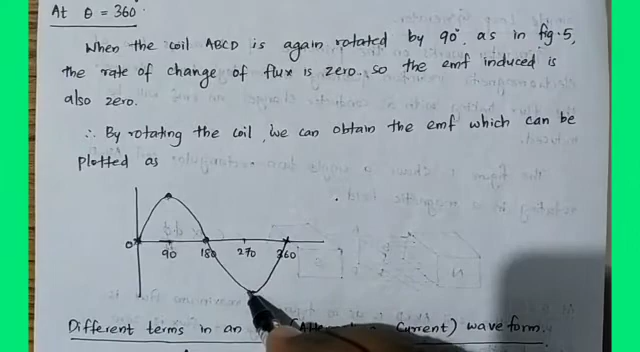 At θ = 360°
When the coil ABCD is again rotated by 90°, as in fig.5,
the rate of change of flux is zero. So the emf induced is
also zero.
∴ By rotating the coil, we can obtain the emf which can be
plotted as
0 90 180 270 360
Different terms in an Current) waveform.